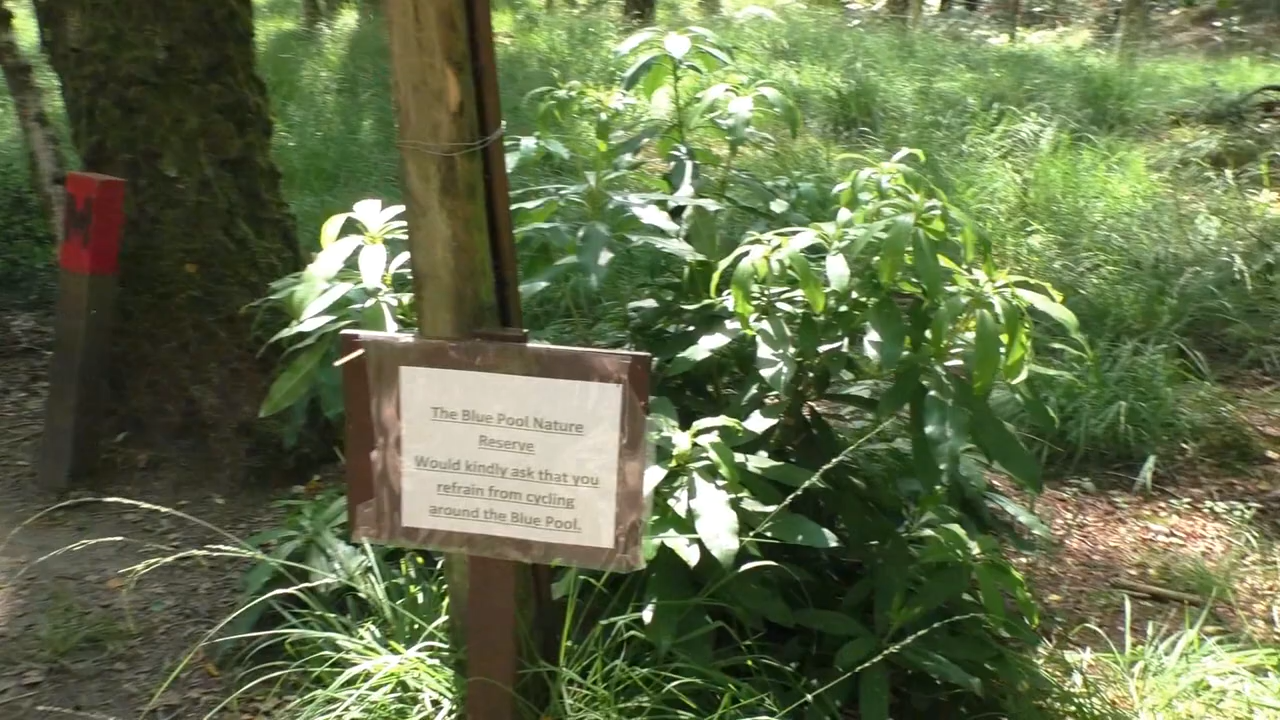 M
The Blue Pool Nature
Reserve
Would kindly ask that you
refrain from cycling
around the Blue Pool.